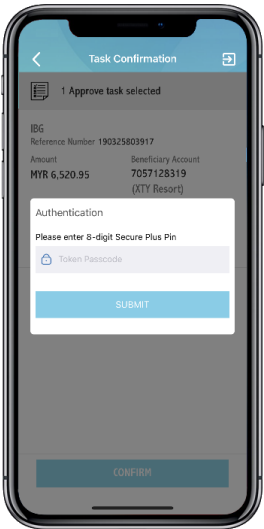 Task Confirmation
1 Approve task selected
IBG
Reference Number 190325803917
Amount
Beneficiary Account
MYR 6,520.95
7057128319
(XTY Resort)
Authentication
Please enter 8-digit Secure Plus Pin
Token Passcode
SUBMIT
CONFIRM